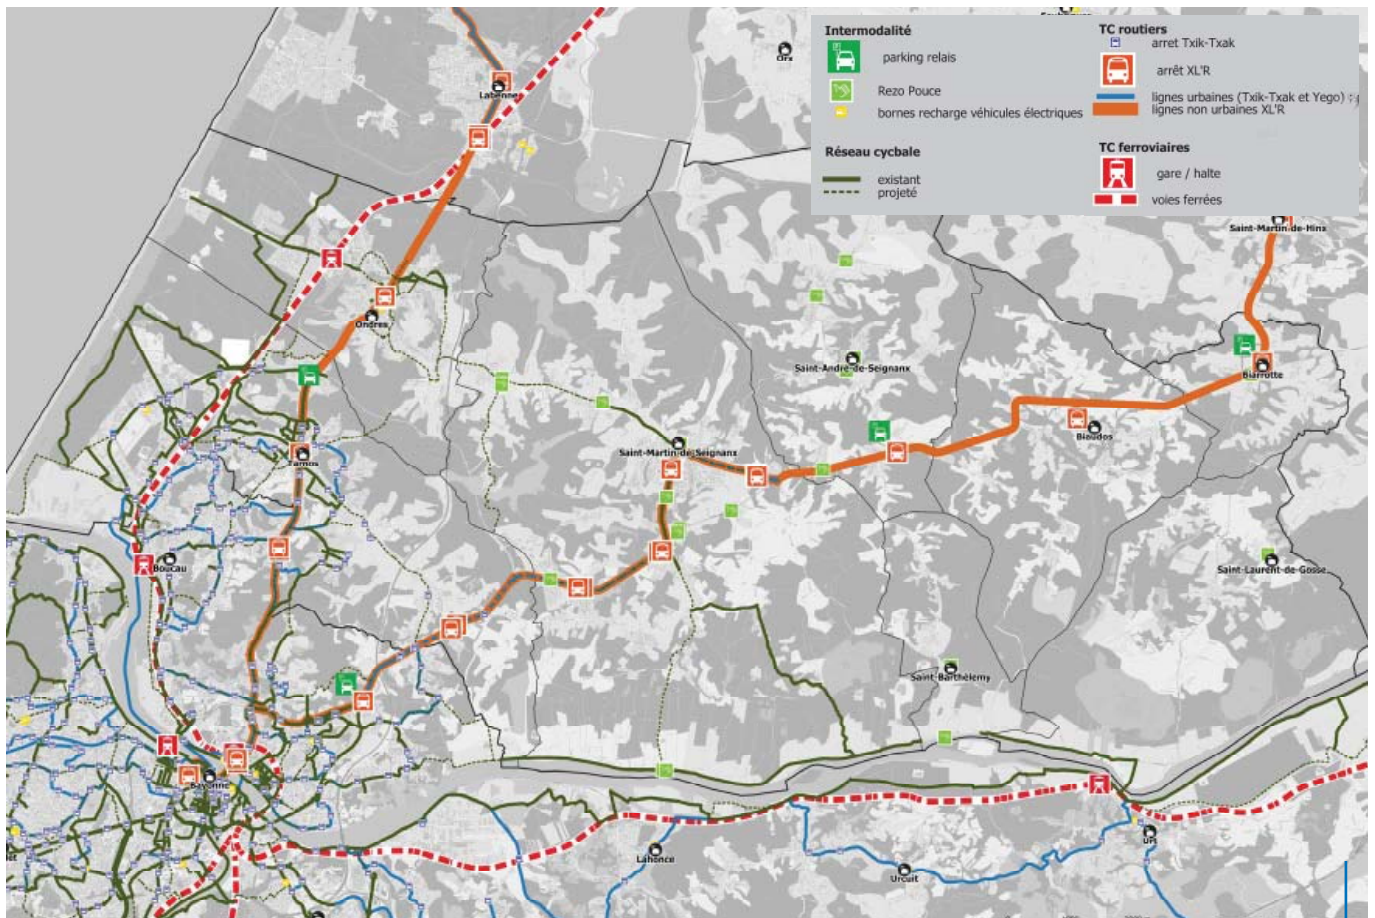 Intermodalité
parking relais
Rezo Pouce
bornes recharge véhicules électriques
Réseau cycbale
existant
projeté
TC routiers
arret Txik-Txak
arrêt XL'R
lignes urbaines (Txik-Txak et Yego)
lignes non urbaines XL'R
TC ferroviaires
gare / halte
voies ferrées
Orx
Labenne
Saint-Martin-de-Hinx
Ondres
Saint-André-de-Seignanx
Biarrotte
Biaudos
Saint-Martin-de-Seignanx
Tarnos
Boucau
Saint-Laurent-de-Gosse
Saint-Barthélemy
Bayonne
Lahonce
Urt
Urcuit